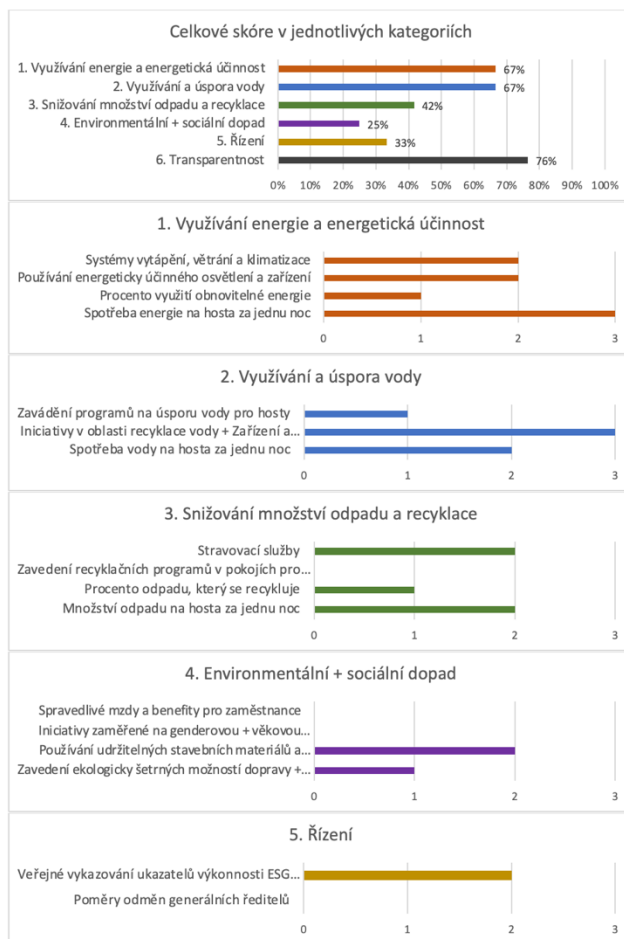 Celkové skóre v jednotlivých kategoriích
1. Využívání energie a energetická účinnost
67%
2. Využívání a úspora vody
67%
3. Snižování množství odpadu a recyklace
42%
4. Environmentální + sociální dopad
25%
5. Řízení
33%
6. Transparentnost
76%
0% 10% 20% 30% 40% 50% 60% 70% 80% 90% 100%
1. Využívání energie a energetická účinnost
Systémy vytápění, větrání a klimatizace
Používání energeticky účinného osvětlení a zařízení
Procento využití obnovitelné energie
Spotřeba energie na hosta za jednu noc
0 1 2 3
2. Využívání a úspora vody
Zavádění programů na úsporu vody pro hosty
Iniciativy v oblasti recyklace vody + Zařízení a...
Spotřeba vody na hosta za jednu noc
0 1 2 3
3. Snižování množství odpadu a recyklace
Stravovací služby
Zavedení recyklačních programů v pokojích pro...
Procento odpadu, který se recykluje
Množství odpadu na hosta za jednu noc
0 1 2 3
4. Environmentální + sociální dopad
Spravedlivé mzdy a benefity pro zaměstnance
Iniciativy zaměřené na genderovou + věkovou...
Používání udržitelných stavebních materiálů a...
Zavedení ekologicky šetrných možností dopravy +...
0 1 2 3
5. Řízení
Veřejné vykazování ukazatelů výkonnosti ESG...
Poměry odměn generálních ředitelů
0 1 2 3